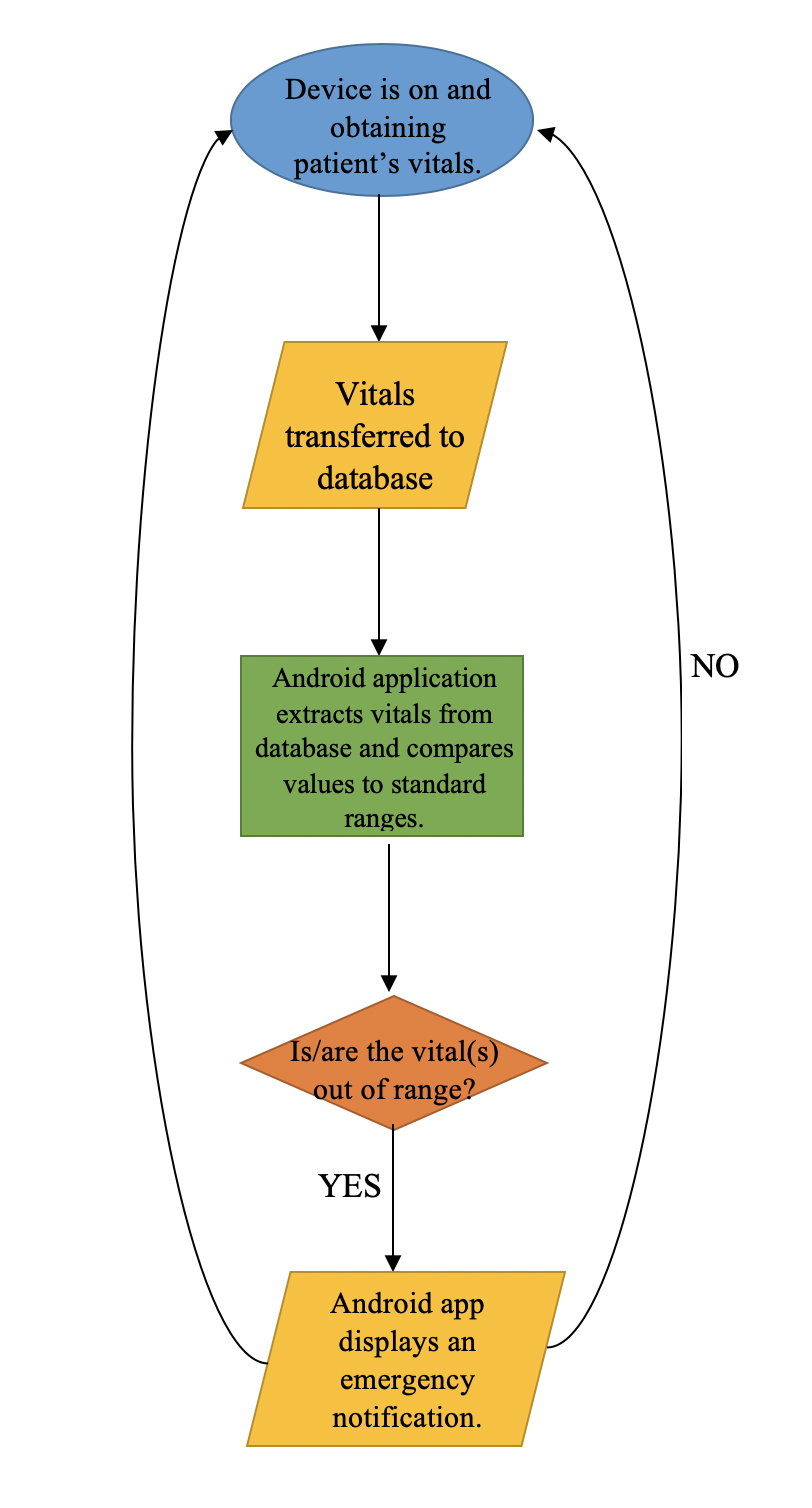 Device is on and
obtaining
patient’s vitals.
Vitals
transferred to
database
NO
Android application
extracts vitals from
database and compares
values to standard
ranges.
Is/are the vital(s)
out of range?
YES
Android app
displays an
emergency
notification.